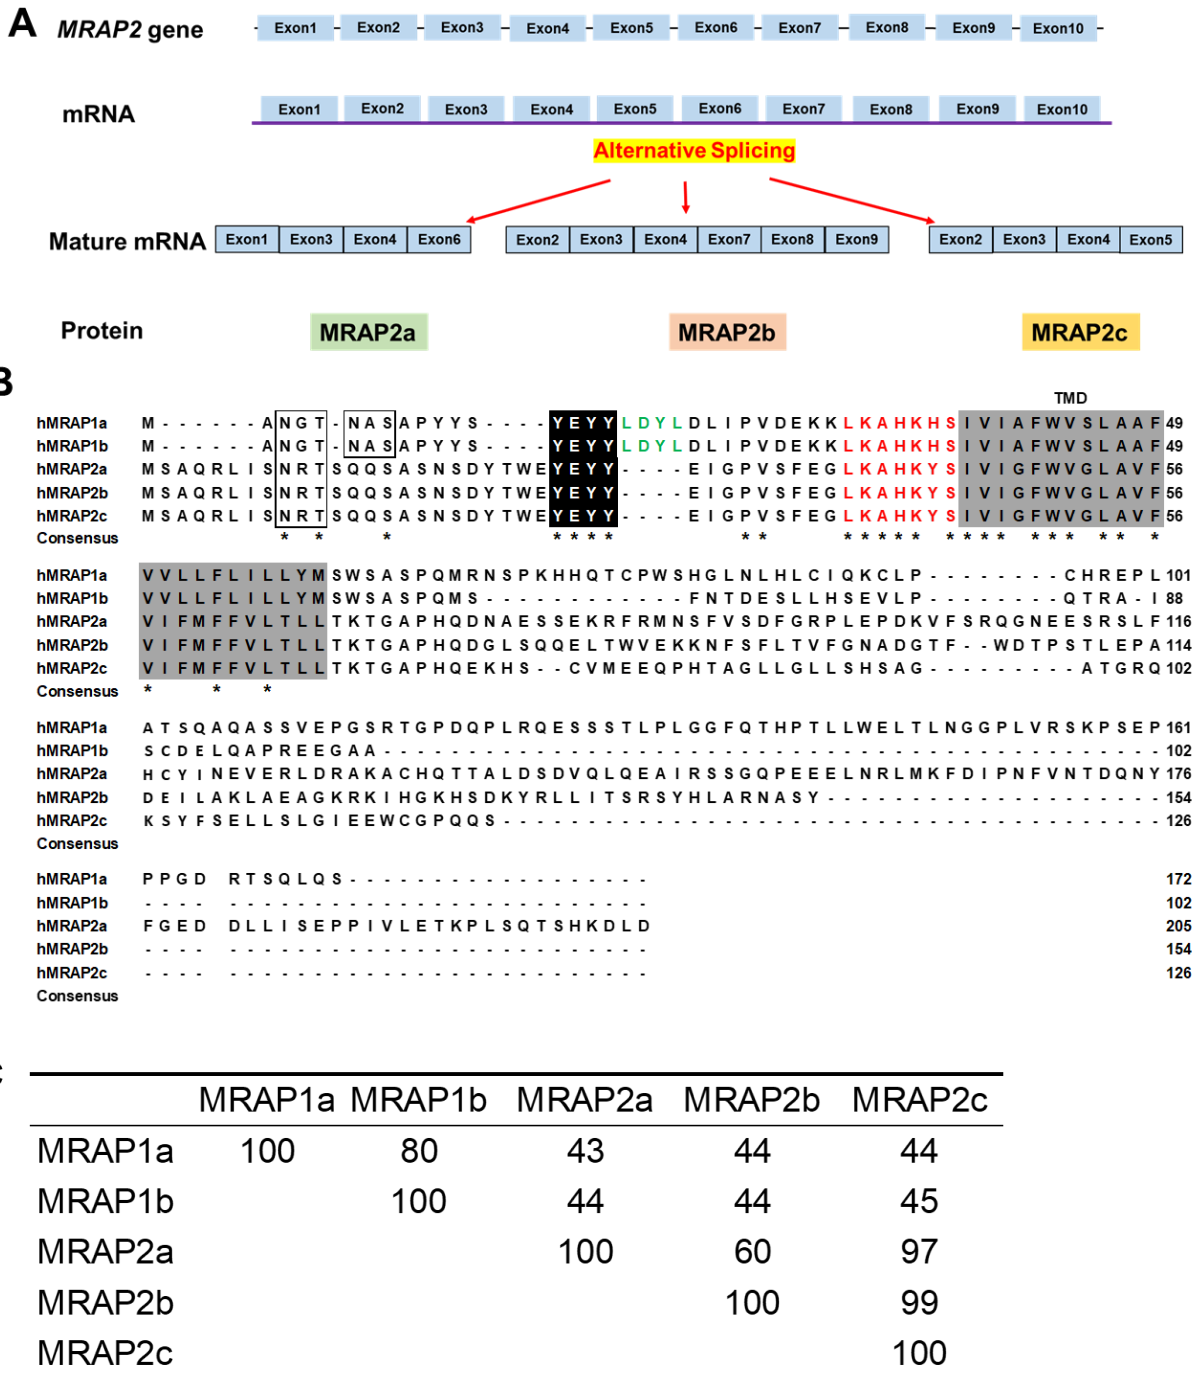 A MRAP2 gene Exon1 Exon2 Exon3 Exon4 Exon5 Exon6 Exon7 Exon8 Exon9 Exon10
mRNA Exon1 Exon2 Exon3 Exon4 Exon5 Exon6 Exon7 Exon8 Exon9 Exon10
Alternative Splicing
Mature mRNA Exon1 Exon3 Exon4 Exon6 Exon2 Exon3 Exon4 Exon7 Exon8 Exon9 Exon2 Exon3 Exon4 Exon5
Protein MRAP2a MRAP2b MRAP2c
B
TMD
hMRAP1a M - - - - - - A N G T - N A S A P Y Y S - - - - Y E Y Y L D Y L D L I P V D E K K L K A H K H S I V I A F W V S L A A F 49
hMRAP1b M - - - - - - A N G T - N A S A P Y Y S - - - - Y E Y Y L D Y L D L I P V D E K K L K A H K H S I V I A F W V S L A A F 49
hMRAP2a M S A Q R L I S N R T S Q Q S A S N S D Y T W E Y E Y Y - - - - E I G P V S F E G L K A H K Y S I V I G F W V G L A V F 56
hMRAP2b M S A Q R L I S N R T S Q Q S A S N S D Y T W E Y E Y Y - - - - E I G P V S F E G L K A H K Y S I V I G F W V G L A V F 56
hMRAP2c M S A Q R L I S N R T S Q Q S A S N S D Y T W E Y E Y Y - - - - E I G P V S F E G L K A H K Y S I V I G F W V G L A V F 56
Consensus * * * * * * * * * * * * * * * * * * * * * * *
hMRAP1a V V L L F L I L L Y M S W S A S P Q M R N S P K H H Q T C P W S H G L N L H L C I Q K C L P - - - - - - - - C H R E P L 101
hMRAP1b V V L L F L I L L Y M S W S A S P Q M S - - - - - - - - - - - - F N T D E S L L H S E V L P - - - - - - - - Q T R A - I 88
hMRAP2a V I F M F F V L T L L T K T G A P H Q D N A E S S E K R F R M N S F V S D F G R P L E P D K V F S R Q G N E E S R S L F 116
hMRAP2b V I F M F F V L T L L T K T G A P H Q D G L S Q Q E L T W V E K K N F S F L T V F G N A D G T F - - W D T P S T L E P A 114
hMRAP2c V I F M F F V L T L L T K T G A P H Q E K H S - - C V M E E Q P H T A G L L G L L S H S A G - - - - - - - - - A T G R Q 102
Consensus * * *
hMRAP1a A T S Q A Q A S S V E P G S R T G P D Q P L R Q E S S S T L P L G G F Q T H P T L L W E L T L N G G P L V R S K P S E P 161
hMRAP1b S C D E L Q A P R E E G A A - - - - - - - - - - - - - - - - - - - - - - - - - - - - - - - - - - - - - - - - - - - - - - 102
hMRAP2a H C Y I N E V E R L D R A K A C H Q T T A L D S D V Q L Q E A I R S S G Q P E E E L N R L M K F D I P N F V N T D Q N Y 176
hMRAP2b D E I L A K L A E A G K R K I H G K H S D K Y R L L I T S R S Y H L A R N A S Y - - - - - - - - - - - - - - - - - - - - 154
hMRAP2c K S Y F S E L L S L G I E E W C G P Q Q S - - - - - - - - - - - - - - - - - - - - - - - - - - - - - - - - - - - - - - - 126
Consensus
hMRAP1a P P G D R T S Q L Q S - - - - - - - - - - - - - - - - - - 172
hMRAP1b - - - - - - - - - - - - - - - - - - - - - - - - - - - - - 102
hMRAP2a F G E D D L L I S E P P I V L E T K P L S Q T S H K D L D 205
hMRAP2b - - - - - - - - - - - - - - - - - - - - - - - - - - - - - 154
hMRAP2c - - - - - - - - - - - - - - - - - - - - - - - - - - - - - 126
Consensus
MRAP1a MRAP1b MRAP2a MRAP2b MRAP2c
MRAP1a 100 80 43 44 44
MRAP1b 100 44 44 45
MRAP2a 100 60 97
MRAP2b 100 99
MRAP2c 100